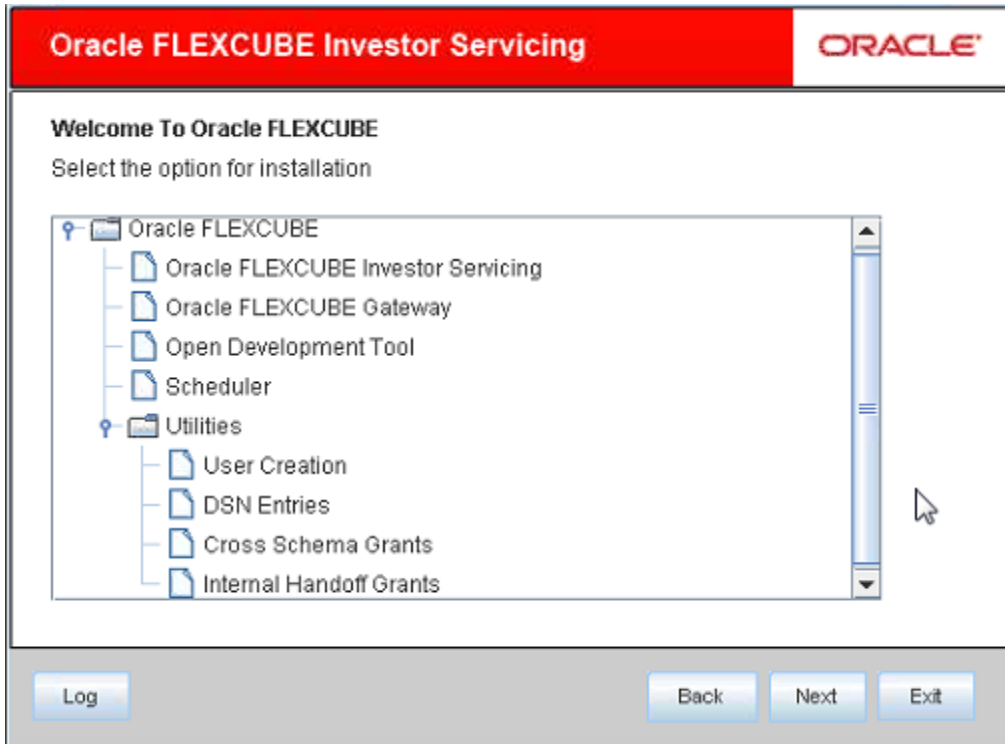 Oracle FLEXCUBE Investor Servicing
ORACLE
Welcome To Oracle FLEXCUBE
Select the option for installation
Oracle FLEXCUBE
Oracle FLEXCUBE Investor Servicing
Oracle FLEXCUBE Gateway
Open Development Tool
Scheduler
Utilities
User Creation
DSN Entries
Cross Schema Grants
Internal Handoff Grants
Log
Back
Next
Exit